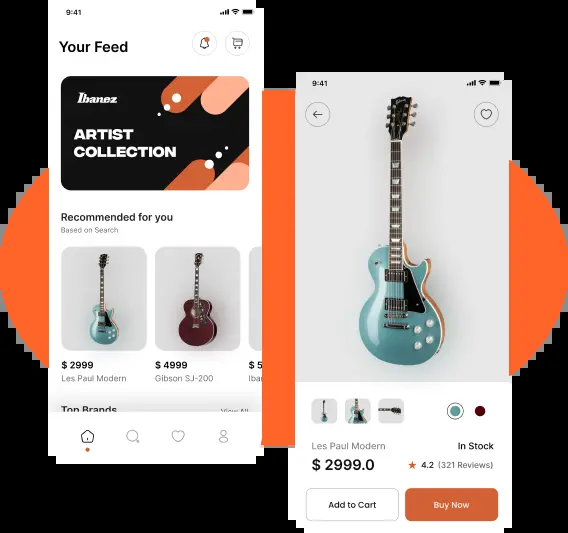 9:41
Your Feed
Ibanez
ARTIST
COLLECTION
Recommended for you
Based on Search
$ 2999
Les Paul Modern
$ 4999
Gibson SJ-200
$ 5
Iba
Top Brands
View All
9:41
Les Paul Modern
In Stock
$ 2999.0
4.2 (321 Reviews)
Add to Cart
Buy Now